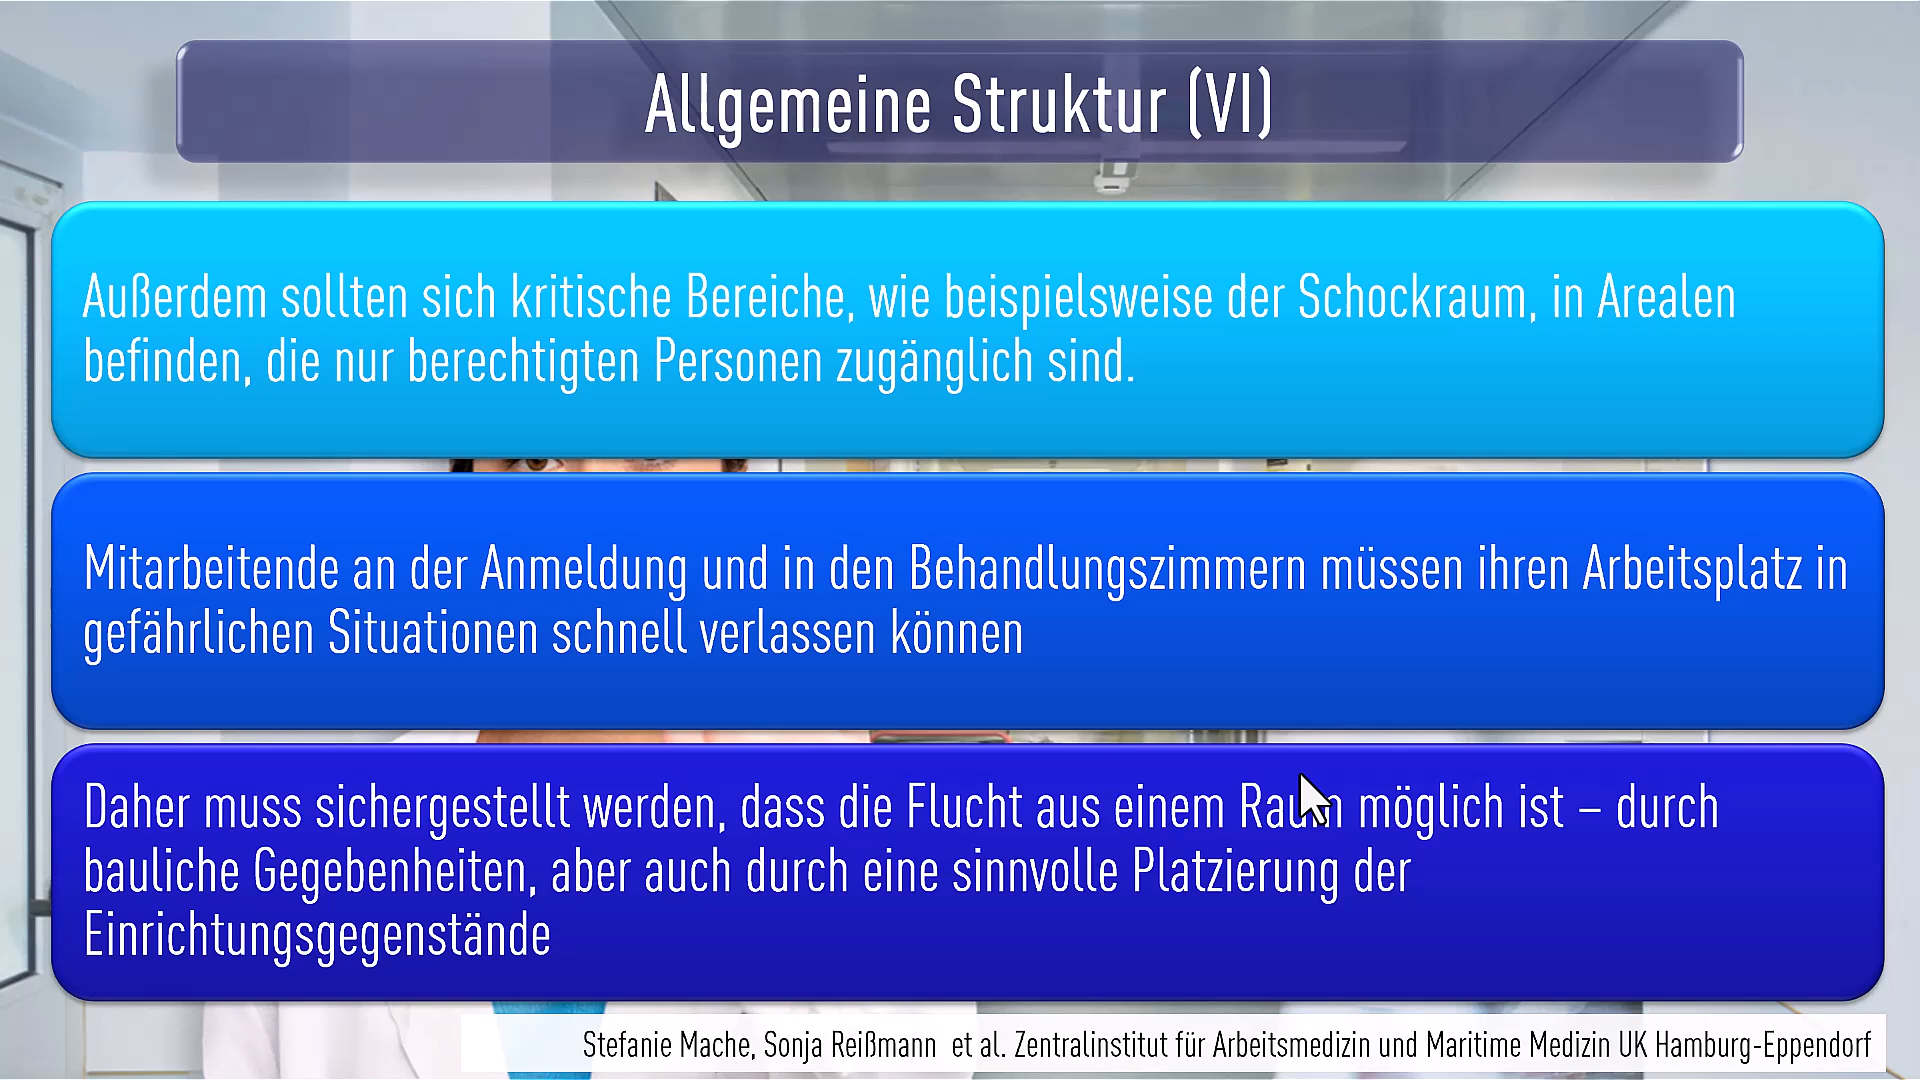 Allgemeine Struktur (VI)
Außerdem sollten sich kritische Bereiche, wie beispielsweise der Schockraum, in Arealen
befinden, die nur berechtigten Personen zugänglich sind.
Mitarbeitende an der Anmeldung und in den Behandlungszimmern müssen ihren Arbeitsplatz in
gefährlichen Situationen schnell verlassen können
Daher muss sichergestellt werden, dass die Flucht aus einem Raum möglich ist – durch
bauliche Gegebenheiten, aber auch durch eine sinnvolle Platzierung der
Einrichtungsgegenstände
Stefanie Mache, Sonja Reißmann et al. Zentralinstitut für Arbeitsmedizin und Maritime Medizin UK Hamburg-Eppendorf